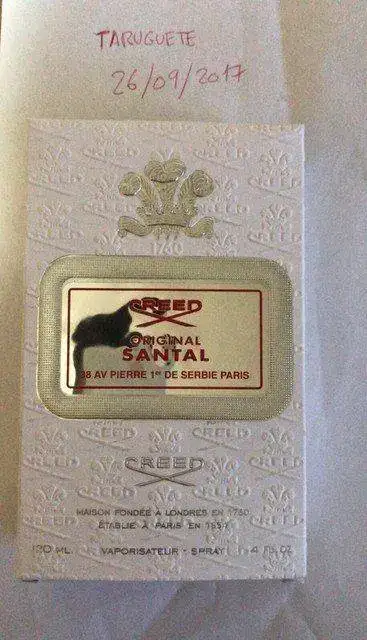 TARUGUETE
26/09/2017
1760
CREED
ORIGINAL
SANTAL
38 AV PIERRE 1er DE SERBIE PARIS
CREED
MAISON FONDÉE À LONDRES EN 1760
ÉTABLIE À PARIS EN 1854
120 ML. VAPORISATEUR - SPRAY 4 FL.OZ